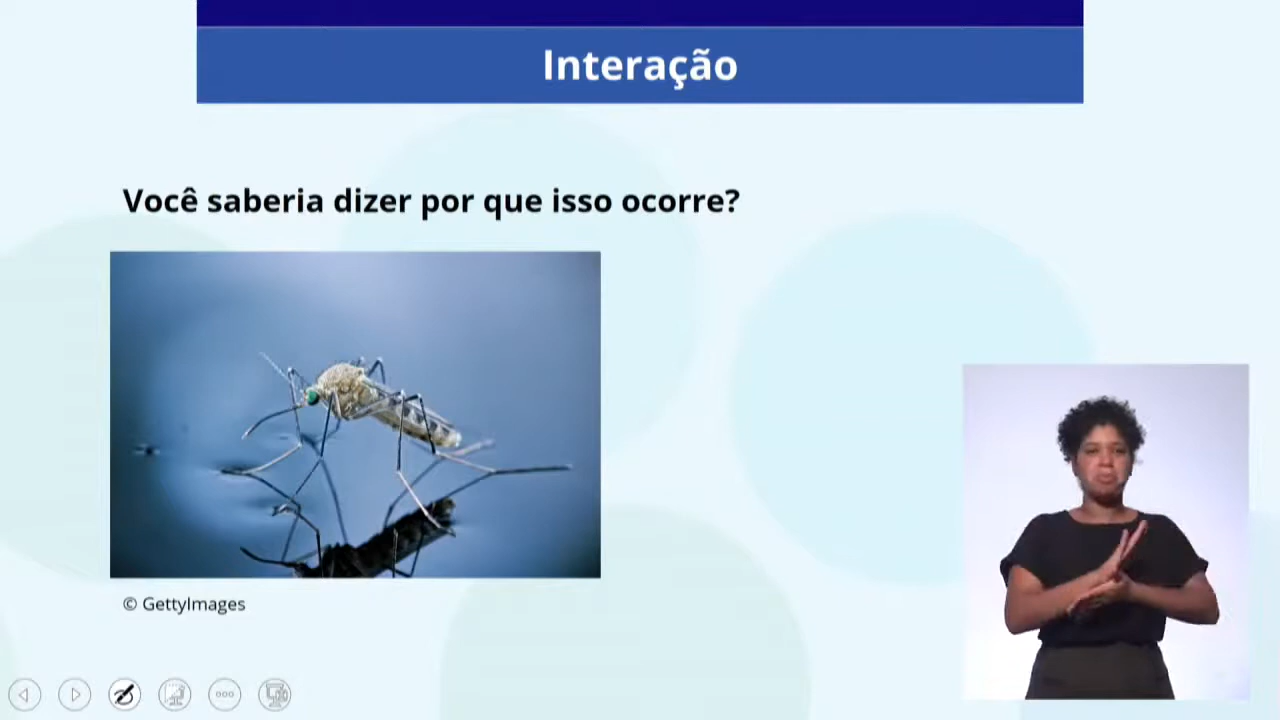 Interação
Você saberia dizer por que isso ocorre?
© GettyImages